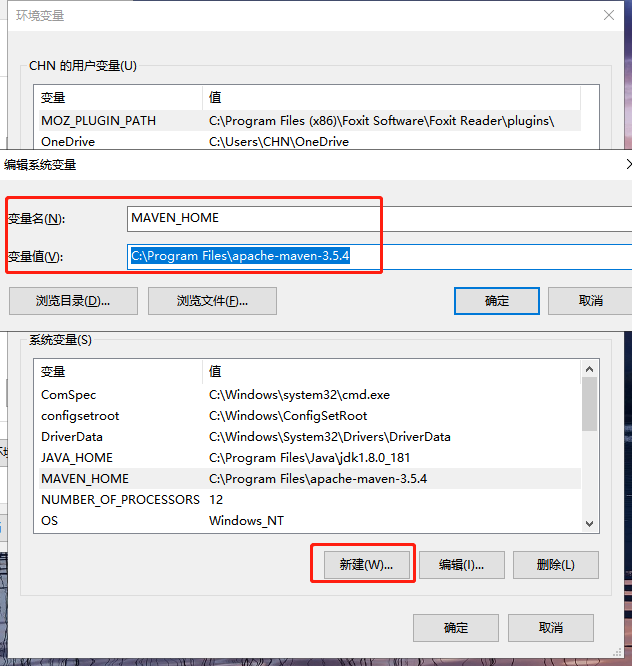 环境变量
CHN 的用户变量(U)
变量 值
MOZ_PLUGIN_PATH C:\Program Files (x86)\Foxit Software\Foxit Reader\plugins\
OneDrive C:\Users\CHN\OneDrive
编辑系统变量
变量名(N): MAVEN_HOME
变量值(V): C:\Program Files\apache-maven-3.5.4
浏览目录(D)... 浏览文件(F)... 确定 取消
系统变量(S)
变量 值
ComSpec C:\Windows\system32\cmd.exe
configsetroot C:\Windows\ConfigSetRoot
DriverData C:\Windows\System32\Drivers\DriverData
JAVA_HOME C:\Program Files\Java\jdk1.8.0_181
MAVEN_HOME C:\Program Files\apache-maven-3.5.4
NUMBER_OF_PROCESSORS 12
OS Windows_NT
新建(W)... 编辑(I)... 删除(L)
确定 取消